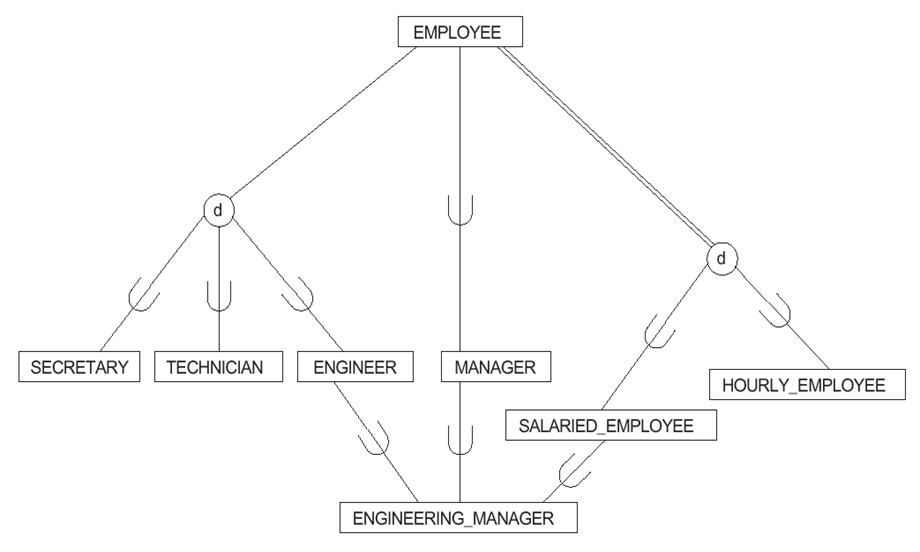 EMPLOYEE
d
d
SECRETARY
TECHNICIAN
ENGINEER
MANAGER
HOURLY_EMPLOYEE
SALARIED_EMPLOYEE
ENGINEERING_MANAGER